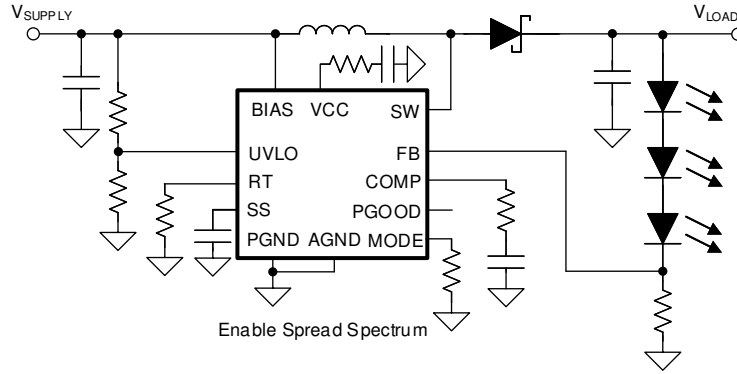 VSUPPLY
VLOAD
BIAS VCC SW
UVLO FB
RT COMP
SS PGOOD
PGND AGND MODE
Enable Spread Spectrum